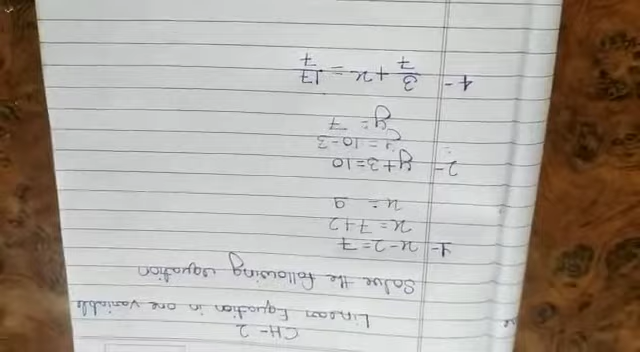 CH-2
Linear Equation in one variable
Solve the following equation
1- x-2=7
x=7+2
x= 9
2- y+3=10
y=10-3
y= 7
4- 3/7 + x = 17/7